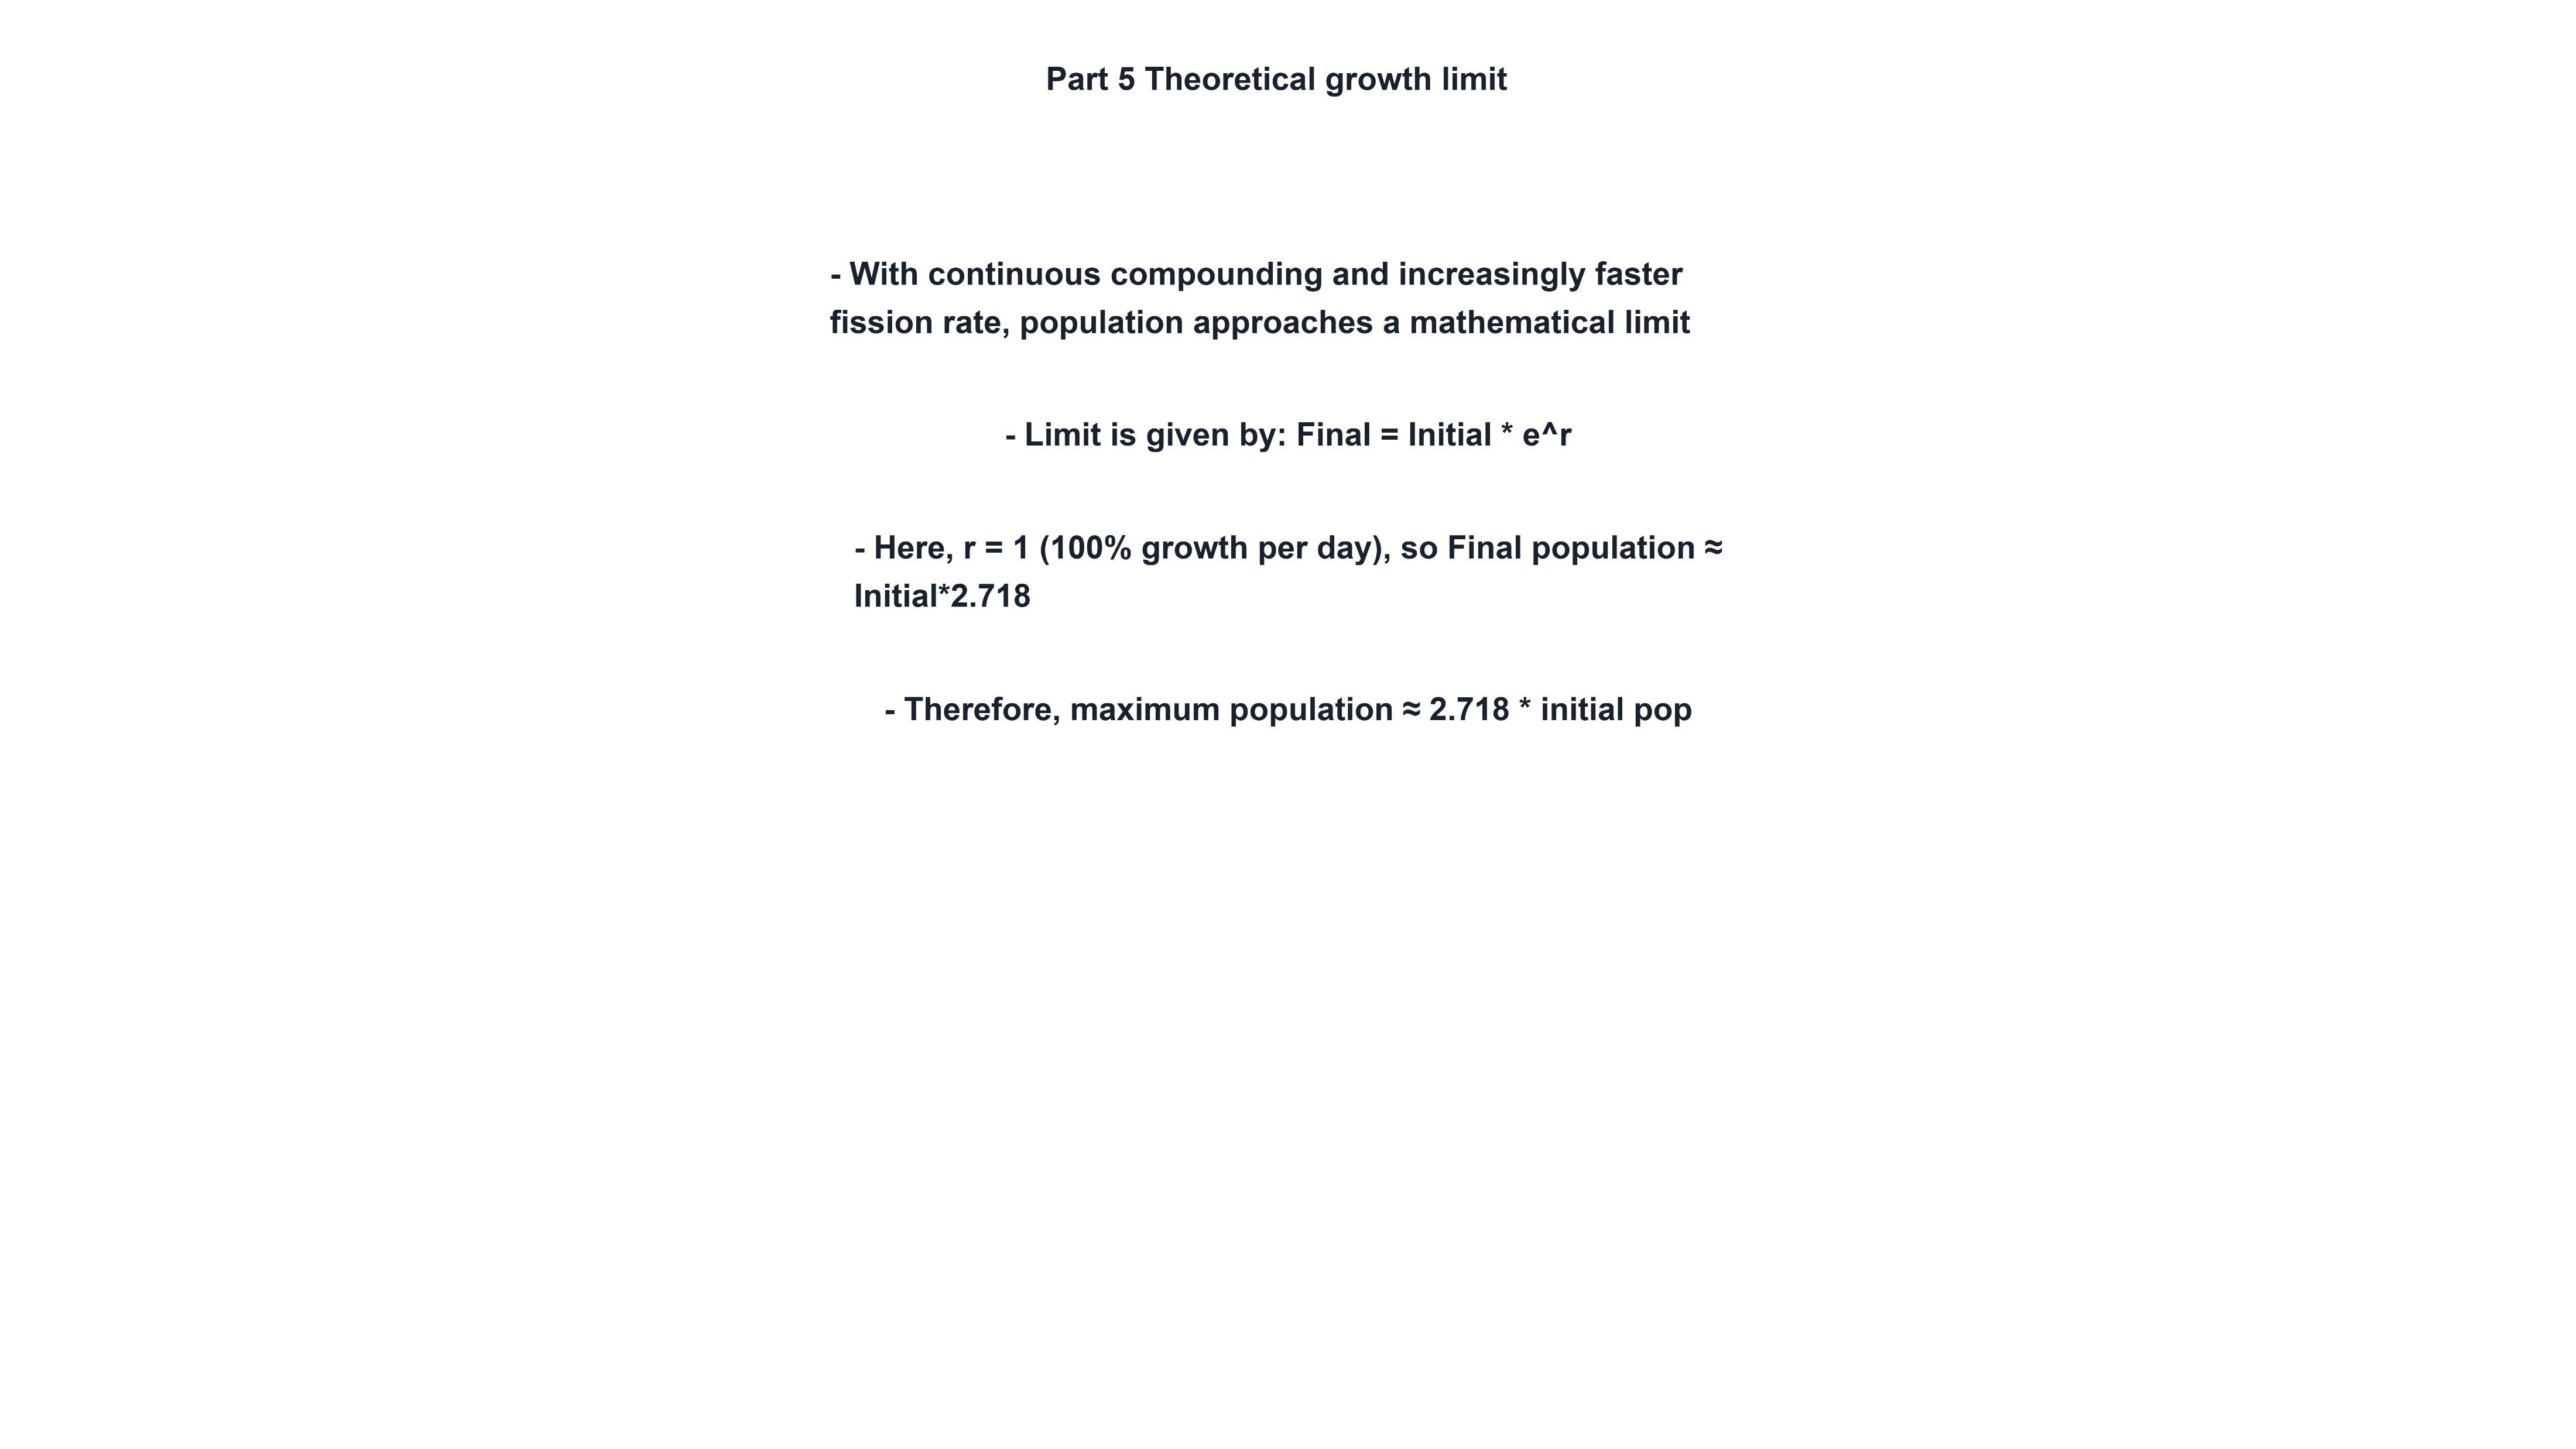 Part 5 Theoretical growth limit
- With continuous compounding and increasingly faster
fission rate, population approaches a mathematical limit
- Limit is given by: Final = Initial * e^r
- Here, r = 1 (100% growth per day), so Final population ≈
Initial*2.718
- Therefore, maximum population ≈ 2.718 * initial pop